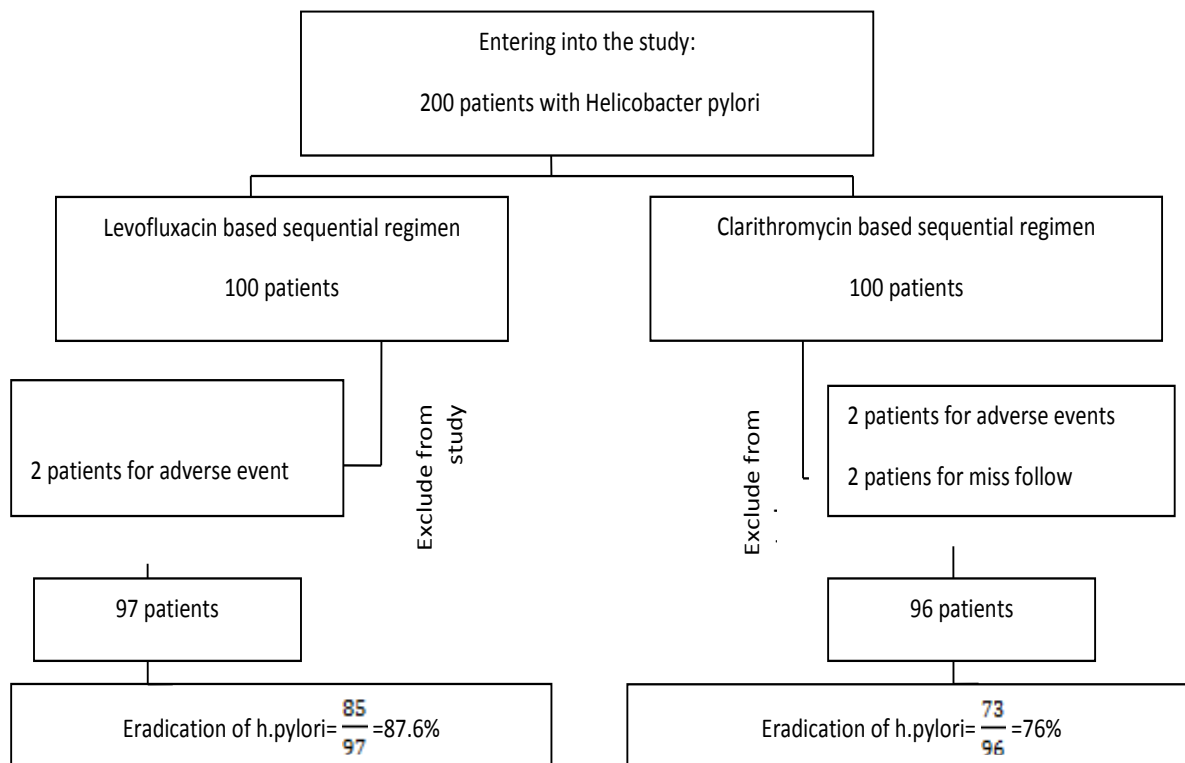 Entering into the study:
200 patients with Helicobacter pylori
Levofluxacin based sequential regimen
100 patients
Clarithromycin based sequential regimen
100 patients
2 patients for adverse event
Exclude from
study
Exclude from
2 patients for adverse events
2 patiens for miss follow
97 patients
96 patients
Eradication of h.pylori= 85/97 =87.6%
Eradication of h.pylori= 73/96 =76%